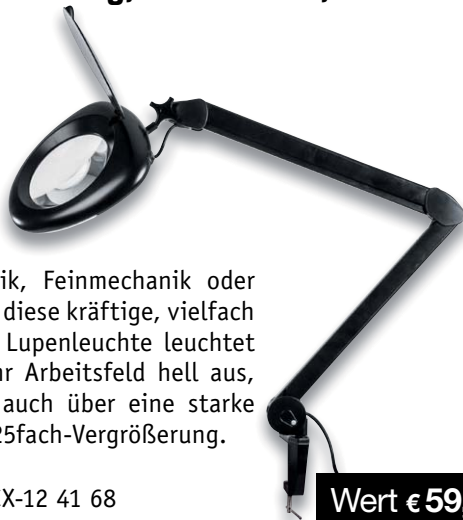 ik, Feinmechanik oder
diese kräftige, vielfach
Lupenleuchte leuchtet
r Arbeitsfeld hell aus,
auch über eine starke
25fach-Vergrößerung.
X-12 41 68
Wert € 59